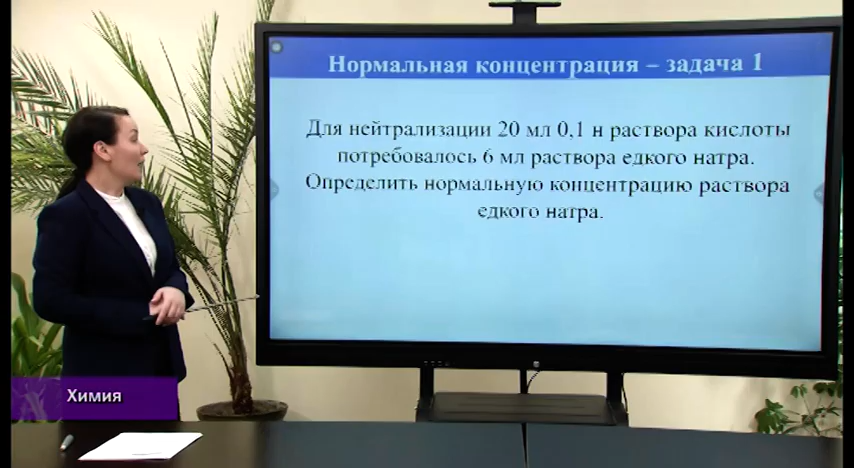 Нормальная концентрация – задача 1
Для нейтрализации 20 мл 0,1 н раствора кислоты
потребовалось 6 мл раствора едкого натра.
Определить нормальную концентрацию раствора
едкого натра.
Химия